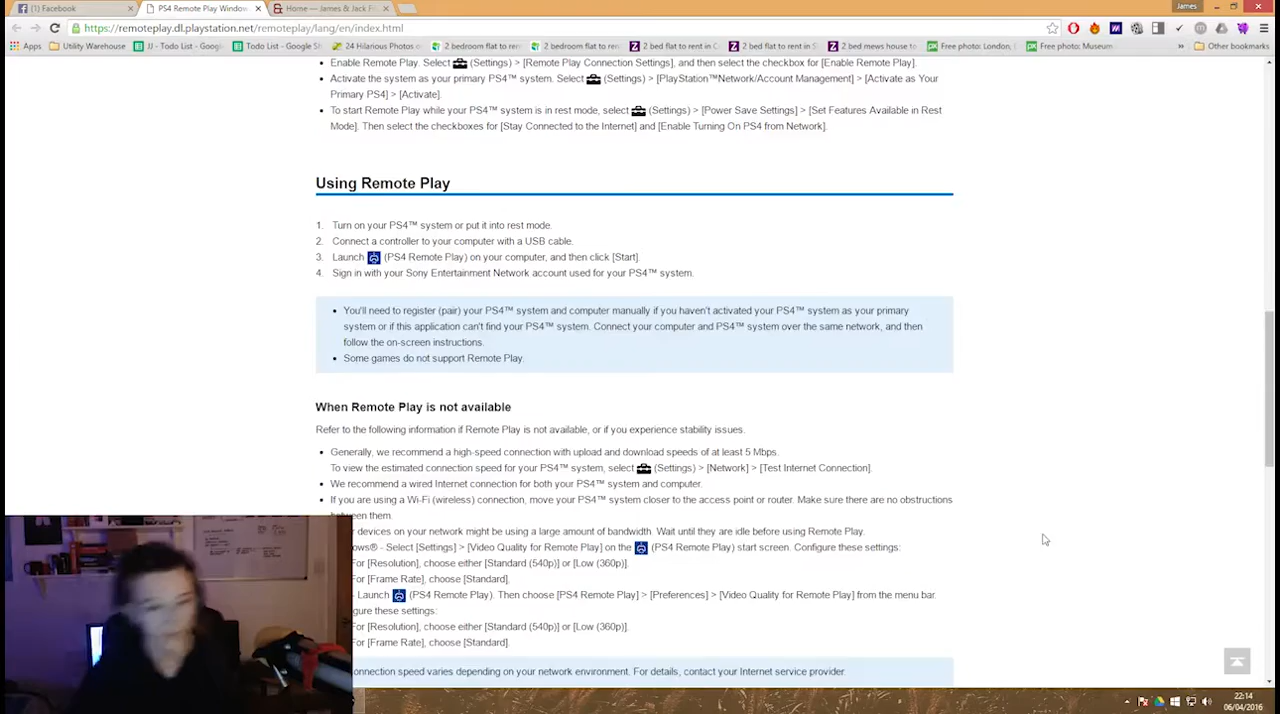 (1) Facebook
PS4 Remote Play Window
Home — James & Jack Fis
James
https://remoteplay.dl.playstation.net/remoteplay/lang/en/index.html
Apps
Utility Warehouse
JJ - Todo List - Googl
Todo List - Google Sh
24 Hilarious Photos o
2 bedroom flat to re
2 bedroom flat to ren
2 bed flat to rent in C
2 bed flat to rent in S
2 bed mews house to
Free photo: London,
Free photo: Museum
»
Other bookmarks
• Enable Remote Play. Select (Settings) > [Remote Play Connection Settings], and then select the checkbox for [Enable Remote Play].
• Activate the system as your primary PS4™ system. Select (Settings) > [PlayStation™Network/Account Management] > [Activate as Your
Primary PS4] > [Activate].
• To start Remote Play while your PS4™ system is in rest mode, select (Settings) > [Power Save Settings] > [Set Features Available in Rest
Mode]. Then select the checkboxes for [Stay Connected to the Internet] and [Enable Turning On PS4 from Network].
Using Remote Play
1. Turn on your PS4™ system or put it into rest mode.
2. Connect a controller to your computer with a USB cable.
3. Launch (PS4 Remote Play) on your computer, and then click [Start].
4. Sign in with your Sony Entertainment Network account used for your PS4™ system.
• You'll need to register (pair) your PS4™ system and computer manually if you haven't activated your PS4™ system as your primary
system or if this application can't find your PS4™ system. Connect your computer and PS4™ system over the same network, and then
follow the on-screen instructions.
• Some games do not support Remote Play.
When Remote Play is not available
Refer to the following information if Remote Play is not available, or if you experience stability issues.
• Generally, we recommend a high-speed connection with upload and download speeds of at least 5 Mbps.
To view the estimated connection speed for your PS4™ system, select (Settings) > [Network] > [Test Internet Connection].
• We recommend a wired Internet connection for both your PS4™ system and computer.
• If you are using a Wi-Fi (wireless) connection, move your PS4™ system closer to the access point or router. Make sure there are no obstructions
between them.
r devices on your network might be using a large amount of bandwidth. Wait until they are idle before using Remote Play.
ows® - Select [Settings] > [Video Quality for Remote Play] on the (PS4 Remote Play) start screen. Configure these settings:
For [Resolution], choose either [Standard (540p)] or [Low (360p)].
For [Frame Rate], choose [Standard].
- Launch (PS4 Remote Play). Then choose [PS4 Remote Play] > [Preferences] > [Video Quality for Remote Play] from the menu bar.
gure these settings:
For [Resolution], choose either [Standard (540p)] or [Low (360p)].
For [Frame Rate], choose [Standard].
onnection speed varies depending on your network environment. For details, contact your Internet service provider.
22:14
06/04/2016